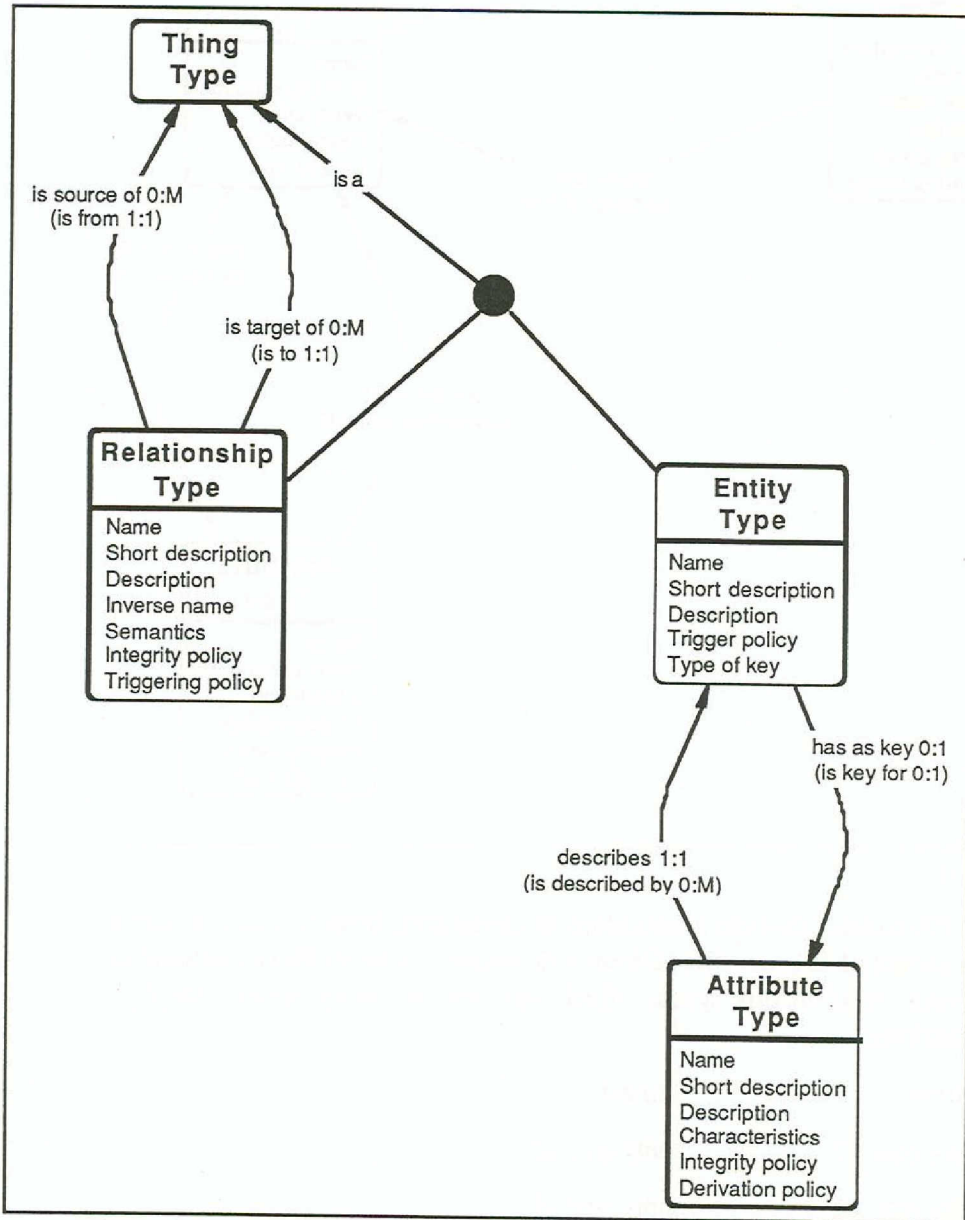 Thing
Type
is a
is source of 0:M
(is from 1:1)
is target of 0:M
(is to 1:1)
Relationship
Type
Name
Short description
Description
Inverse name
Semantics
Integrity policy
Triggering policy
Entity
Type
Name
Short description
Description
Trigger policy
Type of key
has as key 0:1
(is key for 0:1)
describes 1:1
(is described by 0:M)
Attribute
Type
Name
Short description
Description
Characteristics
Integrity policy
Derivation policy